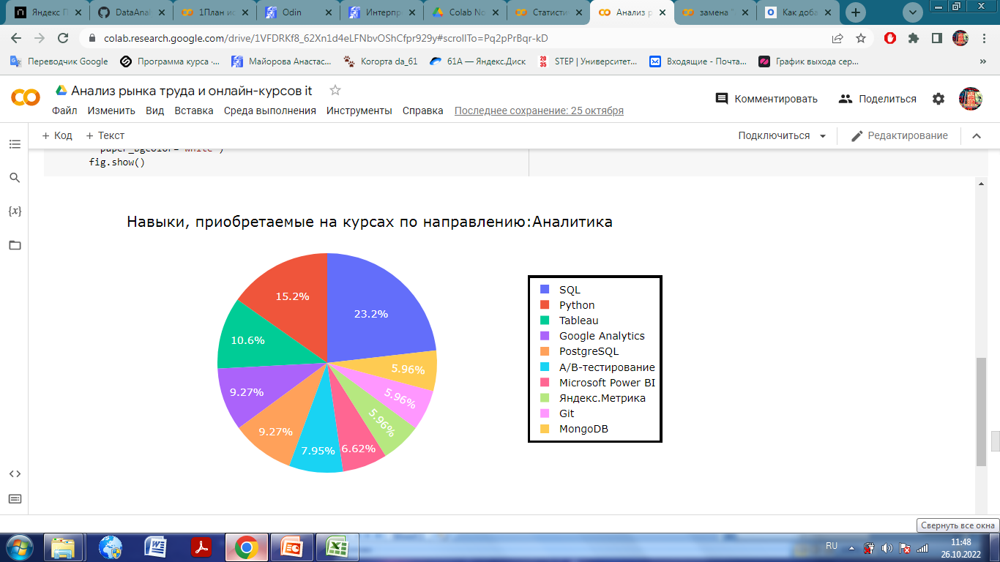 Яндекс П
DataAnal
1План ис
Odin
Интерпр
Colab No
Статисти
Анализ р
замена "
Как доба
colab.research.google.com/drive/1VFDRKf8_62Xn1d4eLFNbvOShCfpr929y#scrollTo=Pq2pPrBqr-kD
Переводчик Google
Программа курса -...
Майорова Анастас...
Когорта da_61
61А — Яндекс.Диск
20 35
STEP | Университет...
Входящие - Почта...
График выхода сер...
»
Анализ рынка труда и онлайн-курсов it
Комментировать
Поделиться
Файл Изменить Вид Вставка Среда выполнения Инструменты Справка Последнее сохранение: 25 октября
+ Код + Текст
Подключиться
Редактирование
paper_bgcolor='white')
fig.show()
{x}
Навыки, приобретаемые на курсах по направлению:Аналитика
15.2%
23.2%
10.6%
5.96%
9.27%
5.96%
9.27%
5.96%
7.95%
6.62%
SQL
Python
Tableau
Google Analytics
PostgreSQL
A/B-тестирование
Microsoft Power BI
Яндекс.Метрика
Git
MongoDB
<>
Свернуть все окна
RU
11:48
26.10.2022